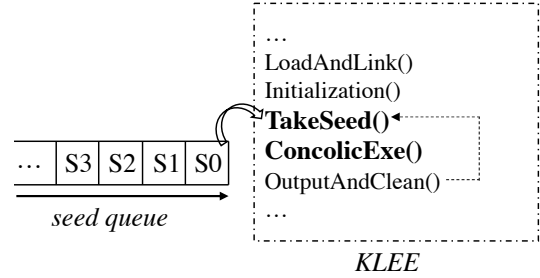 …
LoadAndLink()
Initialization()
TakeSeed()
ConcolicExe()
OutputAndClean()
…
… S3 S2 S1 S0
seed queue
KLEE